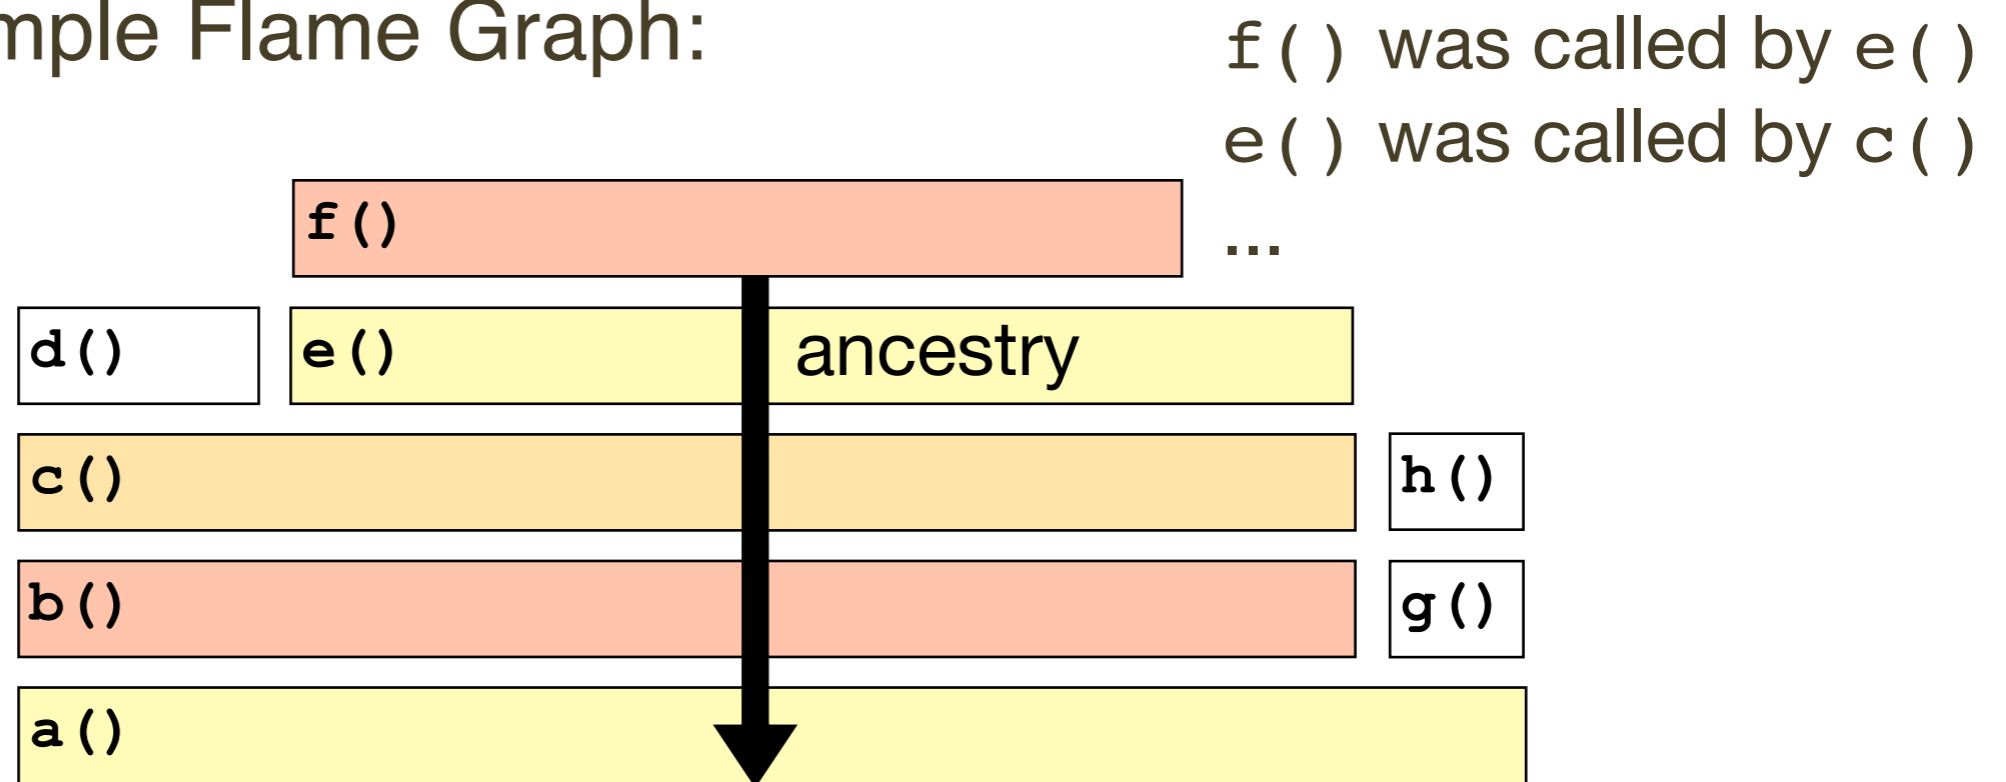 mple Flame Graph:
f() was called by e()
e() was called by c()
...
f()
d()
e()
ancestry
c()
h()
b()
g()
a()